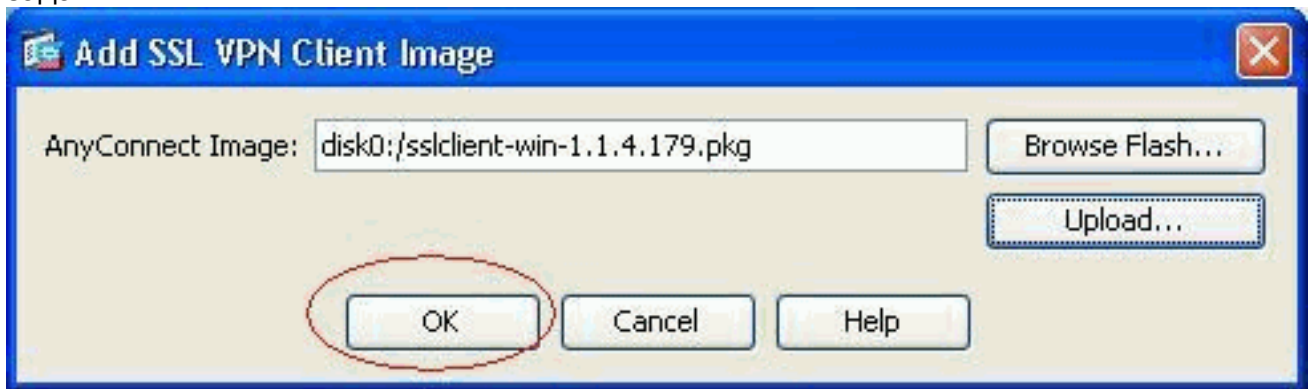 Add SSL VPN Client Image
AnyConnect Image: disk0:/sslclient-win-1.1.4.179.pkg Browse Flash...
Upload...
OK Cancel Help